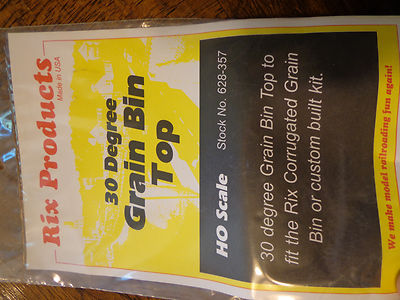 Rix Products
Made in USA
30 Degree
Grain Bin
Top
HO Scale Stock No. 628-357
30 degree Grain Bin Top to
fit the Rix Corrugated Grain
Bin or custom built kit.
We make model railroading fun again!